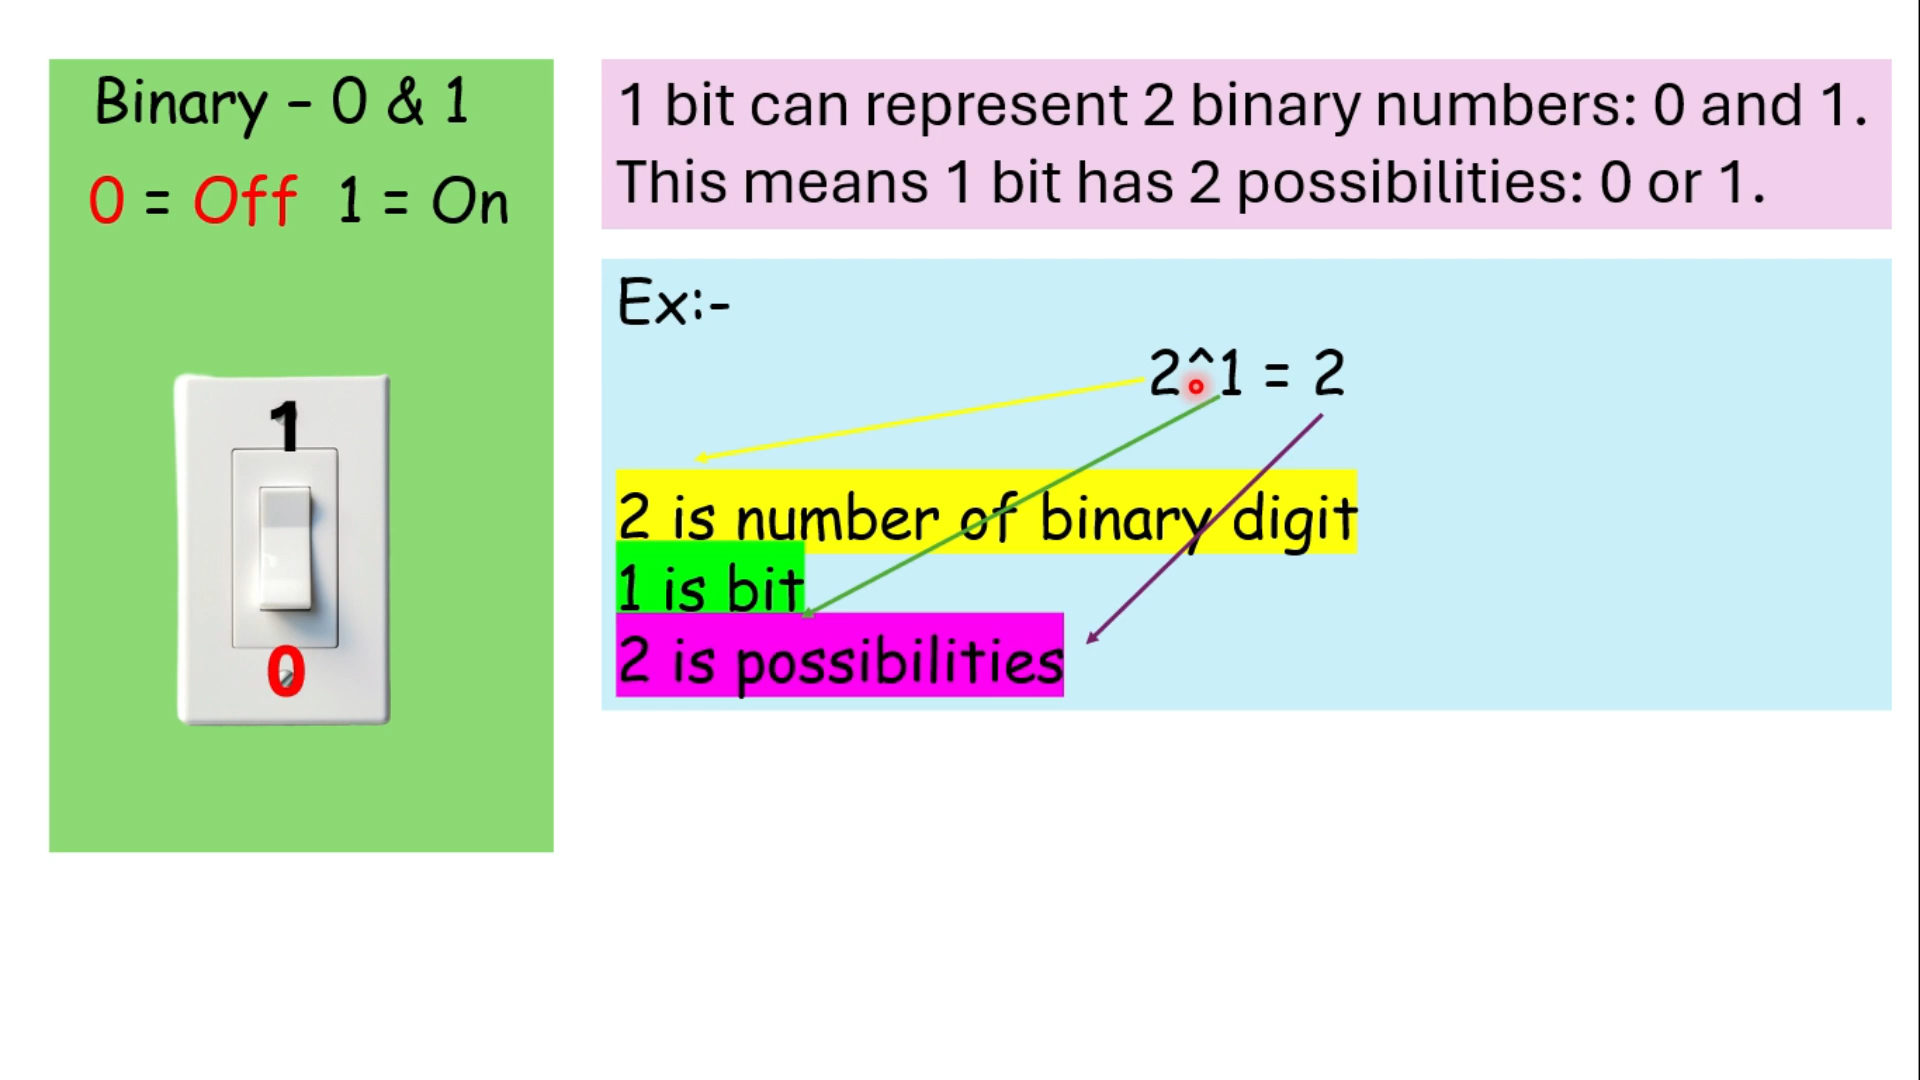 Binary – 0 & 1
0 = Off 1 = On
1
0
1 bit can represent 2 binary numbers: 0 and 1.
This means 1 bit has 2 possibilities: 0 or 1.
Ex:-
2^1 = 2
2 is number of binary digit
1 is bit
2 is possibilities